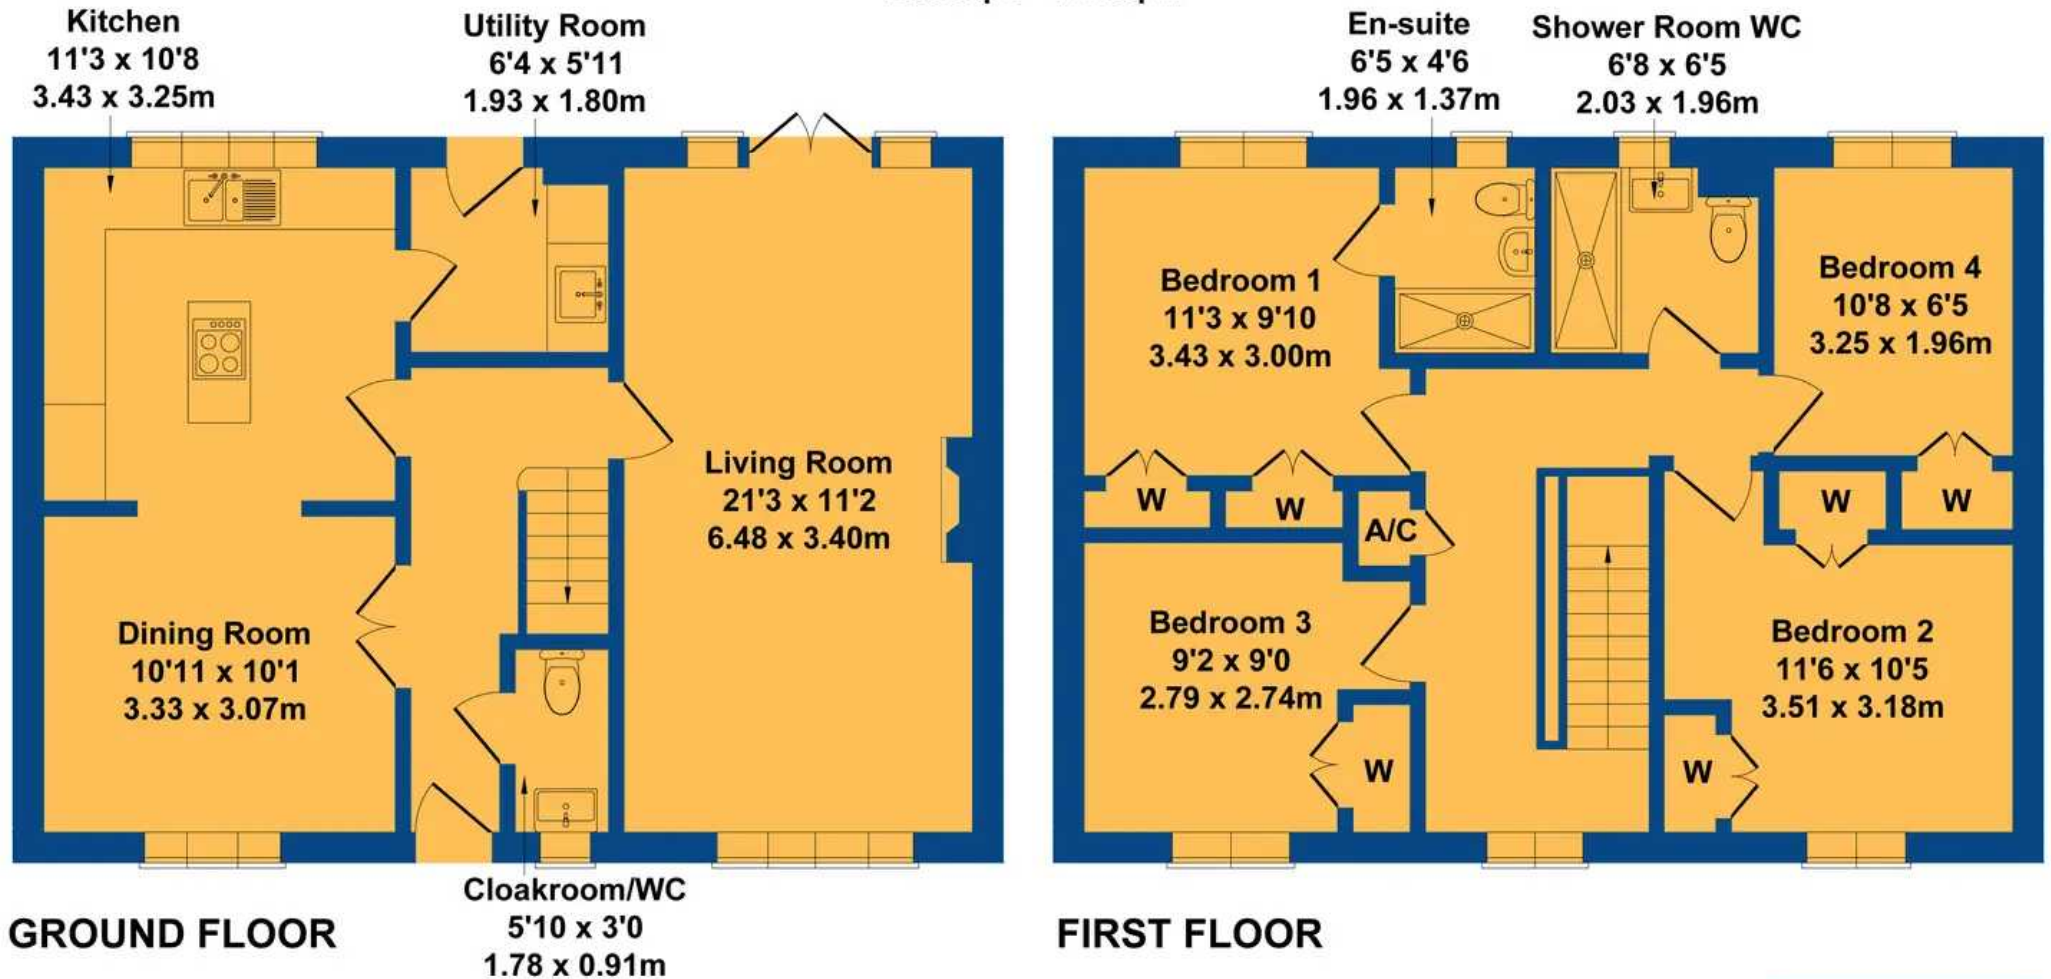 Kitchen
11'3 x 10'8
3.43 x 3.25m
Utility Room
6'4 x 5'11
1.93 x 1.80m
Living Room
21'3 x 11'2
6.48 x 3.40m
Dining Room
10'11 x 10'1
3.33 x 3.07m
Cloakroom/WC
5'10 x 3'0
1.78 x 0.91m
GROUND FLOOR
En-suite
6'5 x 4'6
1.96 x 1.37m
Shower Room WC
6'8 x 6'5
2.03 x 1.96m
Bedroom 1
11'3 x 9'10
3.43 x 3.00m
Bedroom 4
10'8 x 6'5
3.25 x 1.96m
W
W
A/C
W
W
Bedroom 3
9'2 x 9'0
2.79 x 2.74m
W
Bedroom 2
11'6 x 10'5
3.51 x 3.18m
W
FIRST FLOOR